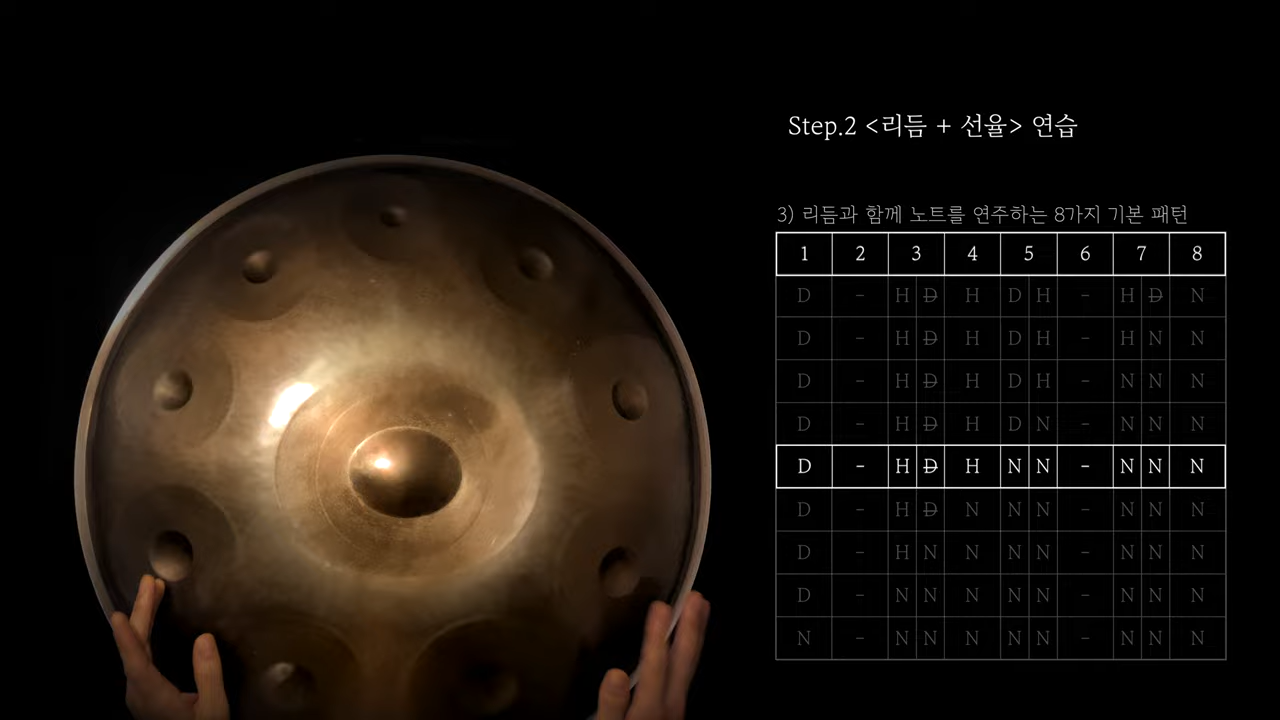 Step.2 <리듬 + 선율> 연습
3) 리듬과 함께 노트를 연주하는 8가지 기본 패턴
1 2 3 4 5 6 7 8
D - H D̶ H D H - H D̶ N
D - H D̶ H D H - H N N
D - H D̶ H D H - N N N
D - H D̶ H D N - N N N
D - H D̶ H N N - N N N
D - H D̶ N N N - N N N
D - H N N N N - N N N
D - N N N N N - N N N
N - N N N N N - N N N